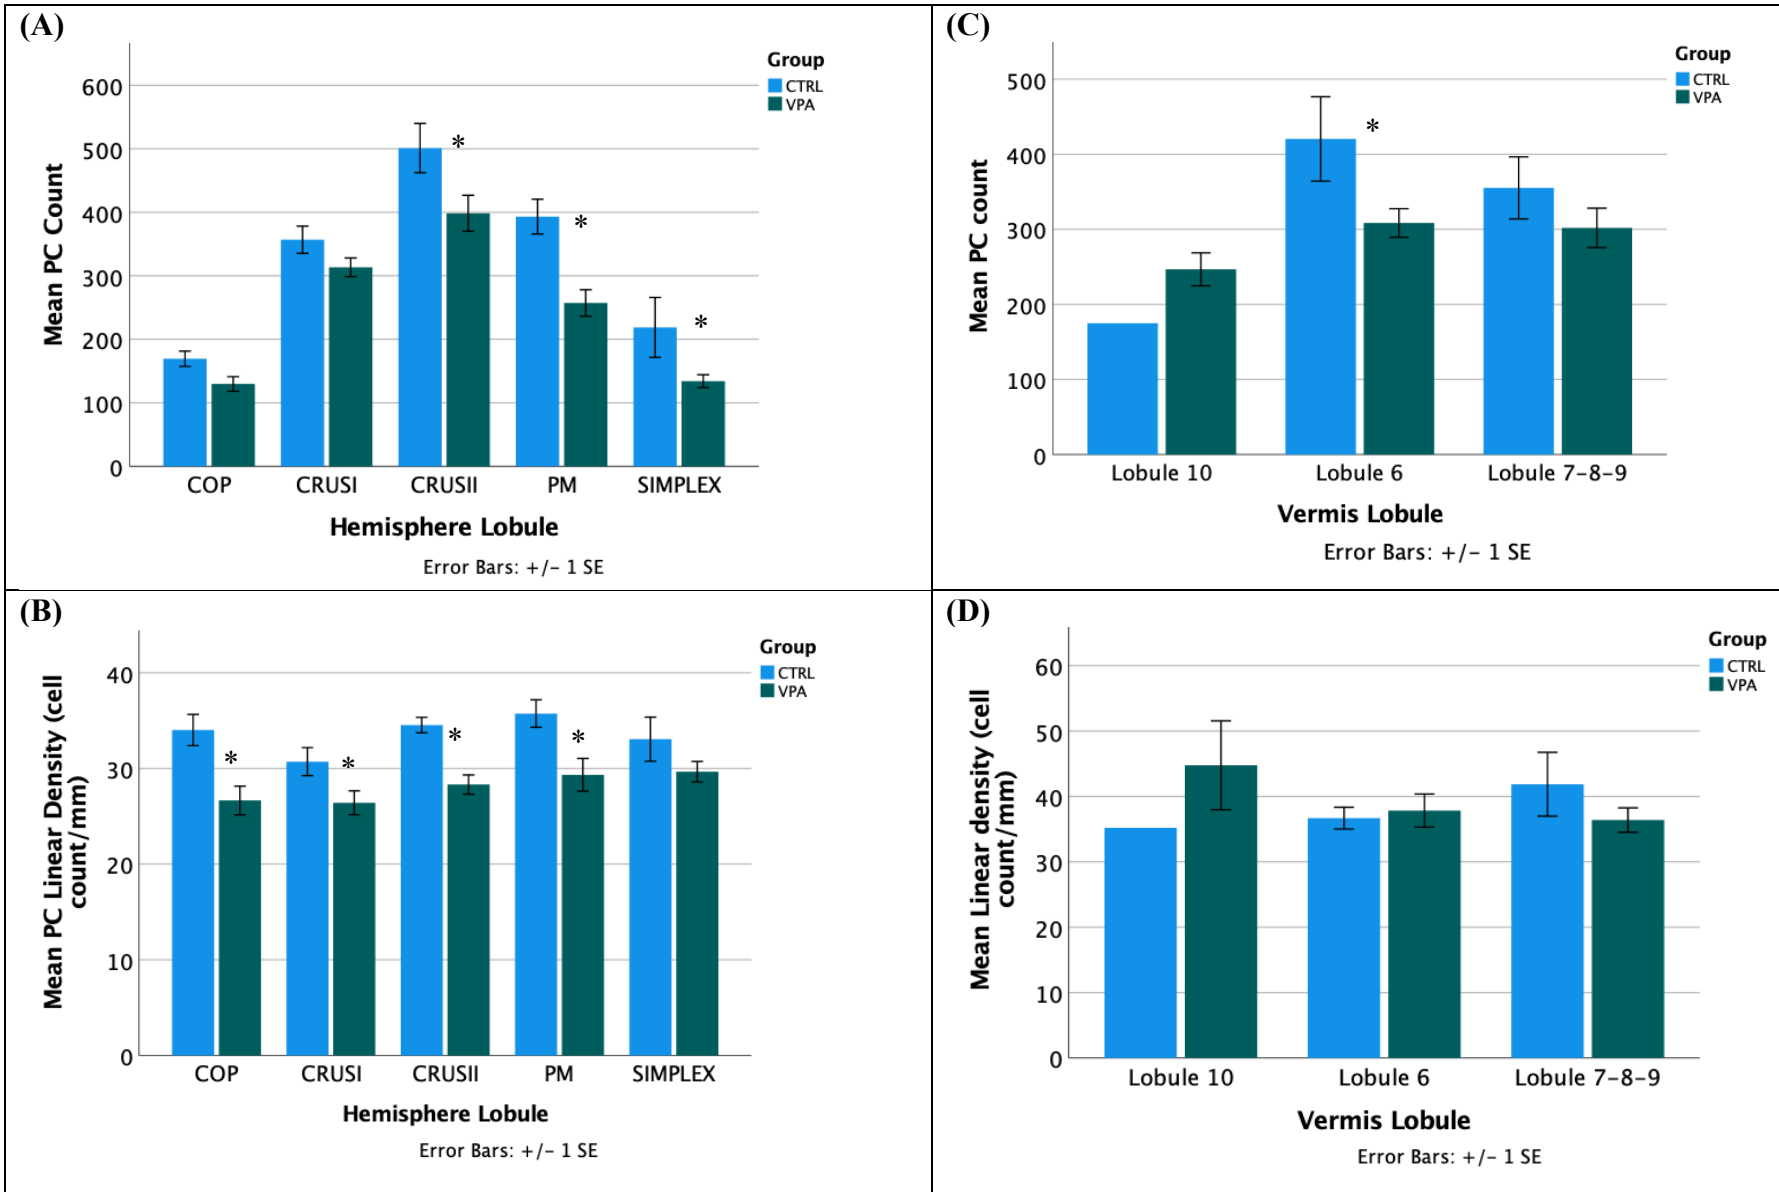 (A)
600
500
400
300
200
100
0
Mean PC Count
*
*
*
COP CRUSI CRUSII PM SIMPLEX
Hemisphere Lobule
Error Bars: +/- 1 SE
Group
CTRL
VPA
(C)
500
400
300
200
100
0
Mean PC count
*
Lobule 10 Lobule 6 Lobule 7-8-9
Vermis Lobule
Error Bars: +/- 1 SE
Group
CTRL
VPA
(B)
40
30
20
10
0
Mean PC Linear Density (cell
count/mm)
*
*
*
*
COP CRUSI CRUSII PM SIMPLEX
Hemisphere Lobule
Error Bars: +/- 1 SE
Group
CTRL
VPA
(D)
60
50
40
30
20
10
0
Mean Linear density (cell
count/mm)
Lobule 10 Lobule 6 Lobule 7-8-9
Vermis Lobule
Error Bars: +/- 1 SE
Group
CTRL
VPA